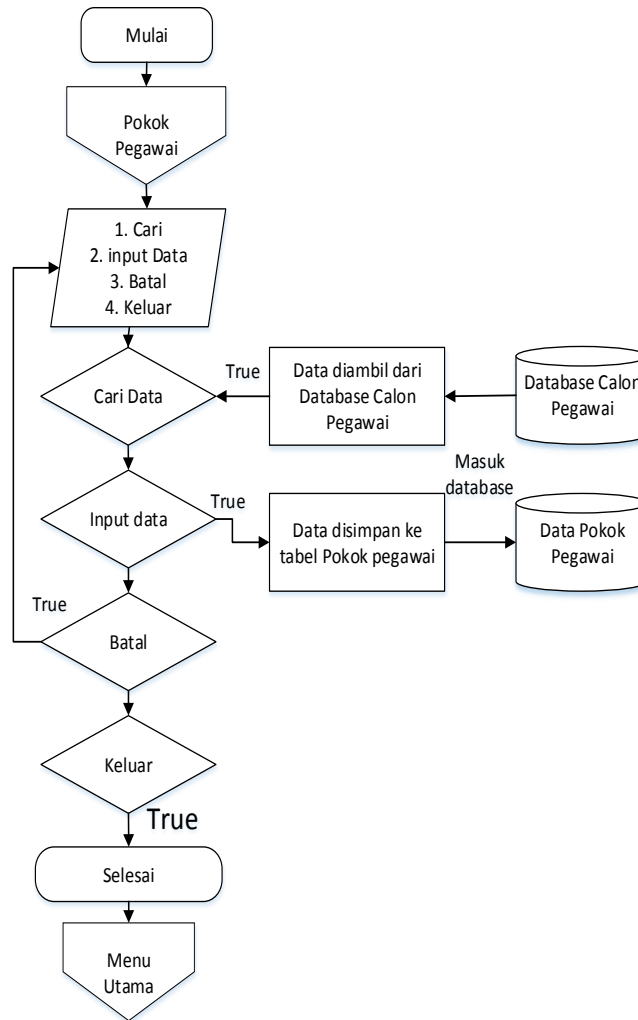 Mulai
Pokok
Pegawai
1. Cari
2. input Data
3. Batal
4. Keluar
Cari Data
True
Data diambil dari
Database Calon
Pegawai
Database Calon
Pegawai
Input data
True
Data disimpan ke
tabel Pokok pegawai
Masuk
database
Data Pokok
Pegawai
True
Batal
Keluar
True
Selesai
Menu
Utama